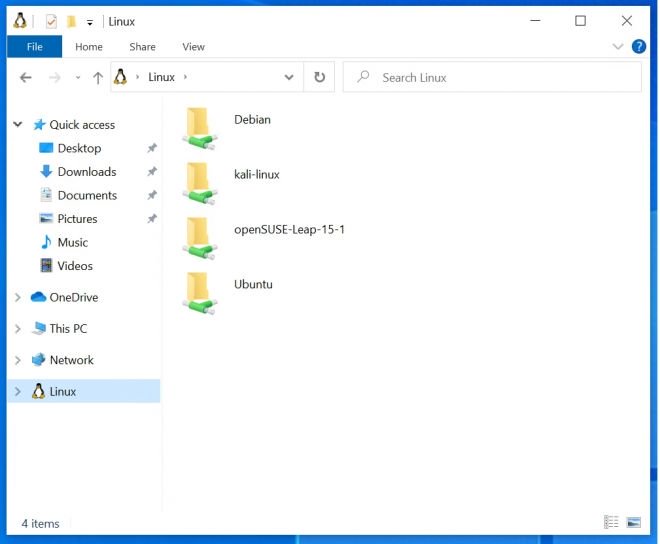 Linux
File Home Share View
Linux
Search Linux
Quick access
Desktop
Downloads
Documents
Pictures
Music
Videos
OneDrive
This PC
Network
Linux
Debian
kali-linux
openSUSE-Leap-15-1
Ubuntu
4 items